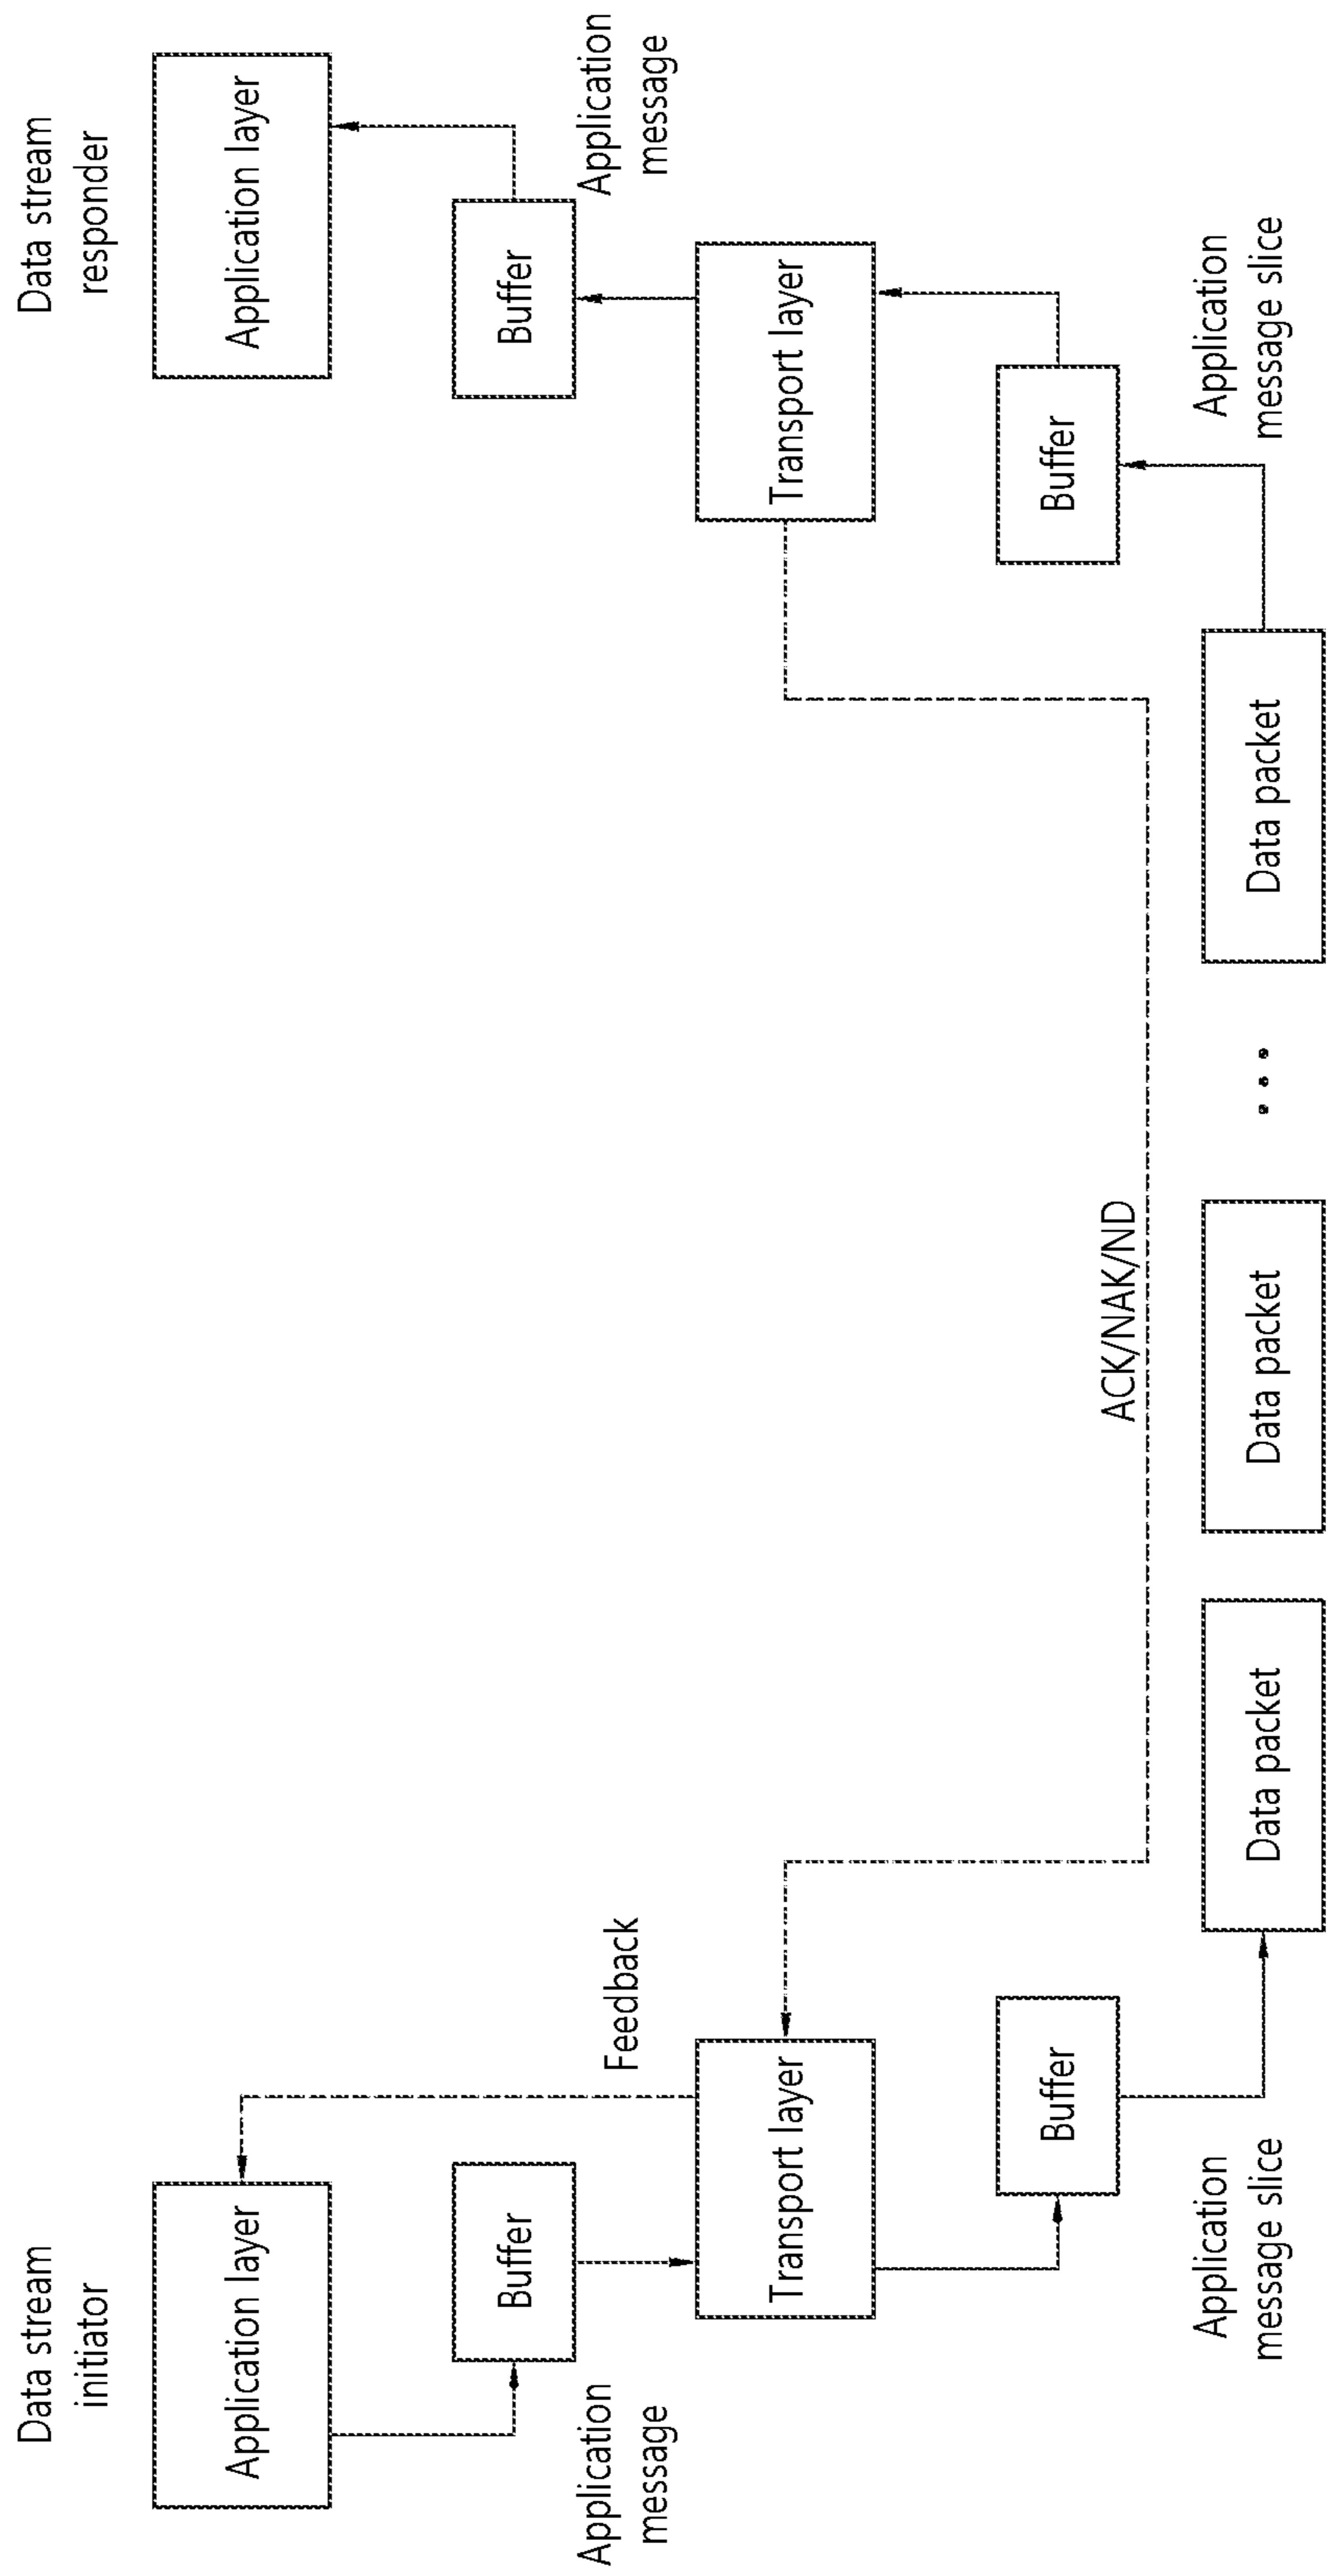 Data stream
initiator
Data stream
responder
Application layer
Application layer
Feedback
Buffer
Buffer
Application
message
Application
message
Transport layer
Transport layer
ACK/NAK/ND
Buffer
Buffer
Application
message slice
Data packet
Data packet
...
Data packet
Application
message slice